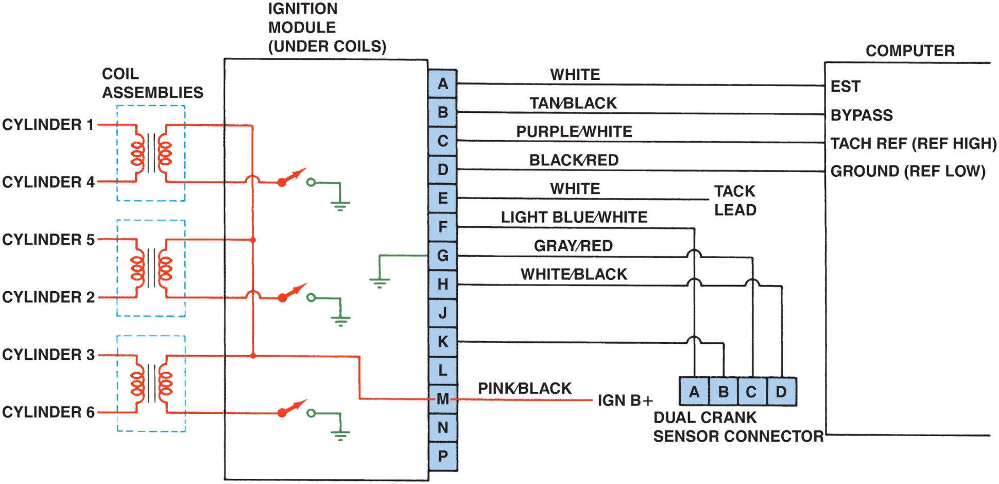 IGNITION
MODULE
(UNDER COILS)
COMPUTER
COIL
ASSEMBLIES
CYLINDER 1
CYLINDER 4
CYLINDER 5
CYLINDER 2
CYLINDER 3
CYLINDER 6
A
B
C
D
E
F
G
H
J
K
L
M
N
P
WHITE
TAN/BLACK
PURPLE/WHITE
BLACK/RED
WHITE
LIGHT BLUE/WHITE
GRAY/RED
WHITE/BLACK
PINK/BLACK
IGN B+
TACK
LEAD
EST
BYPASS
TACH REF (REF HIGH)
GROUND (REF LOW)
A B C D
DUAL CRANK
SENSOR CONNECTOR